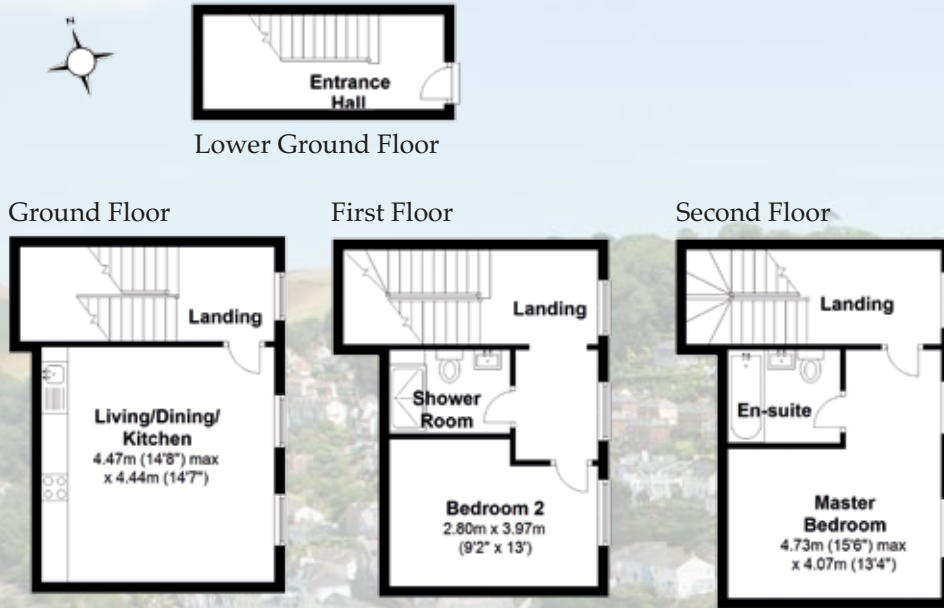 N
Entrance
Hall
Lower Ground Floor
Ground Floor
Landing
Living/Dining/
Kitchen
4.47m (14'8") max
x 4.44m (14'7")
First Floor
Landing
Shower
Room
Bedroom 2
2.80m x 3.97m
(9'2" x 13')
Second Floor
Landing
En-suite
Master
Bedroom
4.73m (15'6") max
x 4.07m (13'4")